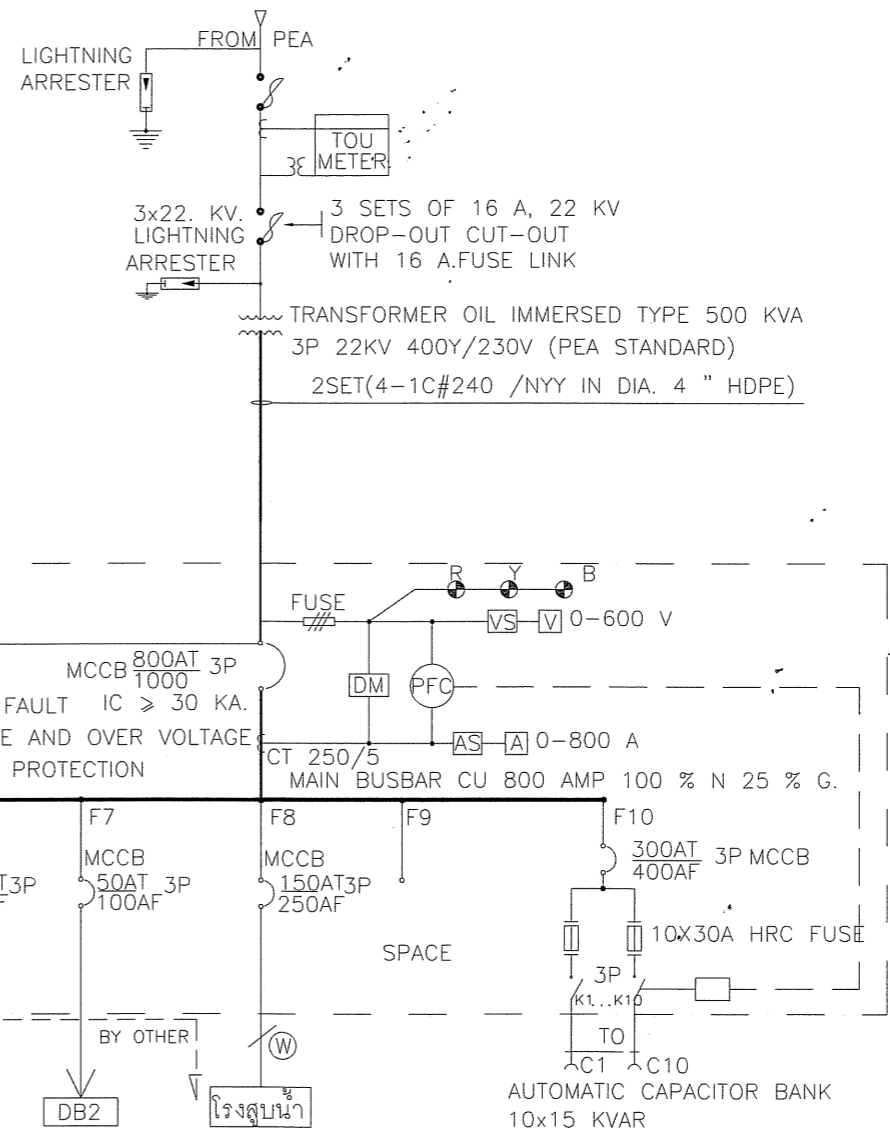 FROM PEA
LIGHTNING
ARRESTER
TOU
METER
3x22. KV.
LIGHTNING
ARRESTER
3 SETS OF 16 A, 22 KV
DROP-OUT CUT-OUT
WITH 16 A.FUSE LINK
TRANSFORMER OIL IMMERSED TYPE 500 KVA
3P 22KV 400Y/230V (PEA STANDARD)
2SET(4-1C#240 /NYY IN DIA. 4 " HDPE)
R Y B
FUSE
VS V 0-600 V
MCCB 800AT 3P
1000
DM PFC
FAULT IC ⩾ 30 KA.
E AND OVER VOLTAGE
PROTECTION
CT 250/5
AS A 0-800 A
MAIN BUSBAR CU 800 AMP 100 % N 25 % G.
F7 F8 F9 F10
T3P
F
MCCB
50AT 3P
100AF
MCCB
150AT3P
250AF
300AT 3P MCCB
400AF
SPACE
10X30A HRC FUSE
3P
K1...K10
BY OTHER
W
TO
C1 C10
DB2
โรงสูบน้ำ
AUTOMATIC CAPACITOR BANK
10x15 KVAR